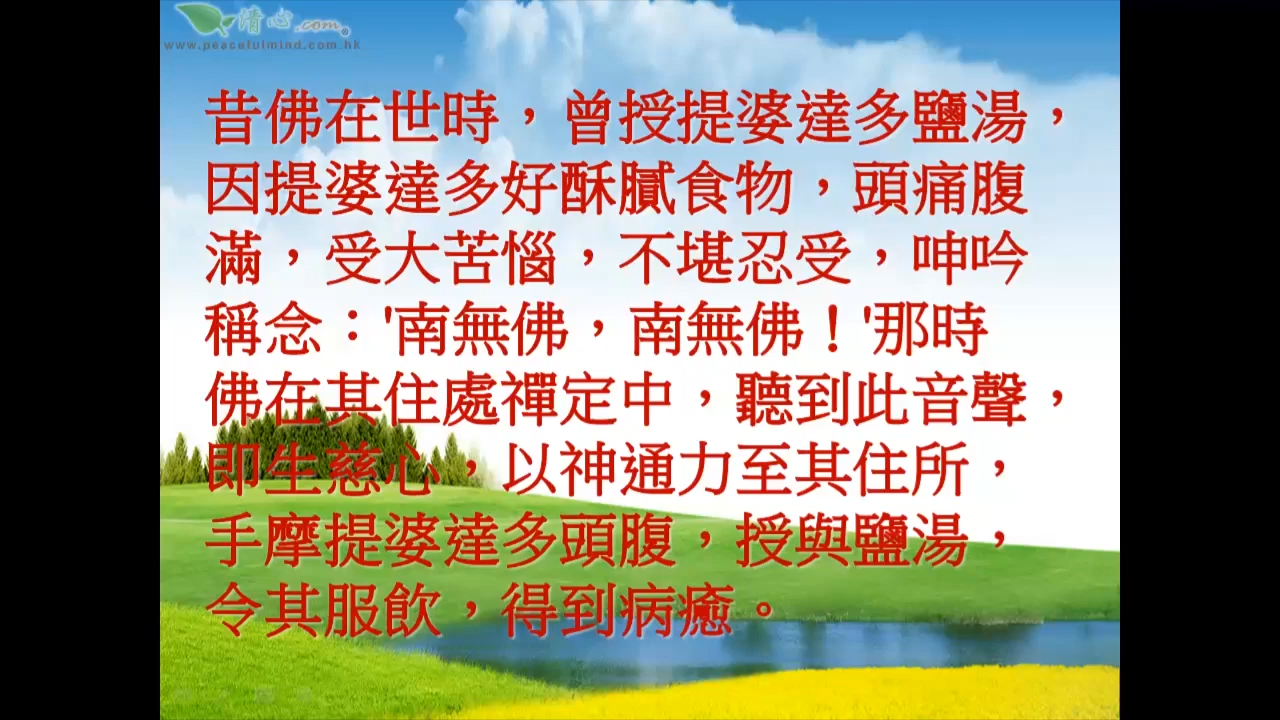 清心.com
www.peacefulmind.com.hk
昔佛在世時，曾授提婆達多鹽湯，
因提婆達多好酥膩食物，頭痛腹
滿，受大苦惱，不堪忍受，呻吟
稱念：'南無佛，南無佛！'那時
佛在其住處禪定中，聽到此音聲，
即生慈心，以神通力至其住所，
手摩提婆達多頭腹，授與鹽湯，
令其服飲，得到病癒。